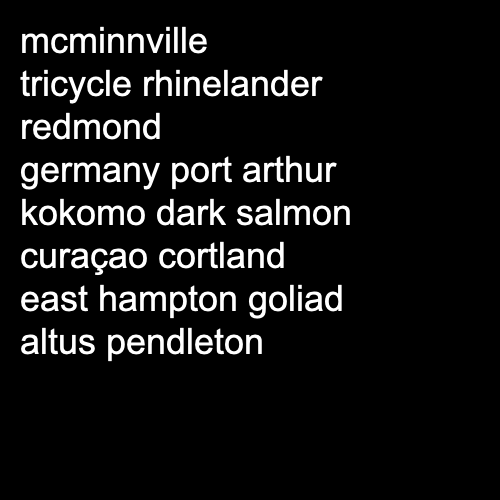 mcminnville
tricycle rhinelander
redmond
germany port arthur
kokomo dark salmon
curaçao cortland
east hampton goliad
altus pendleton